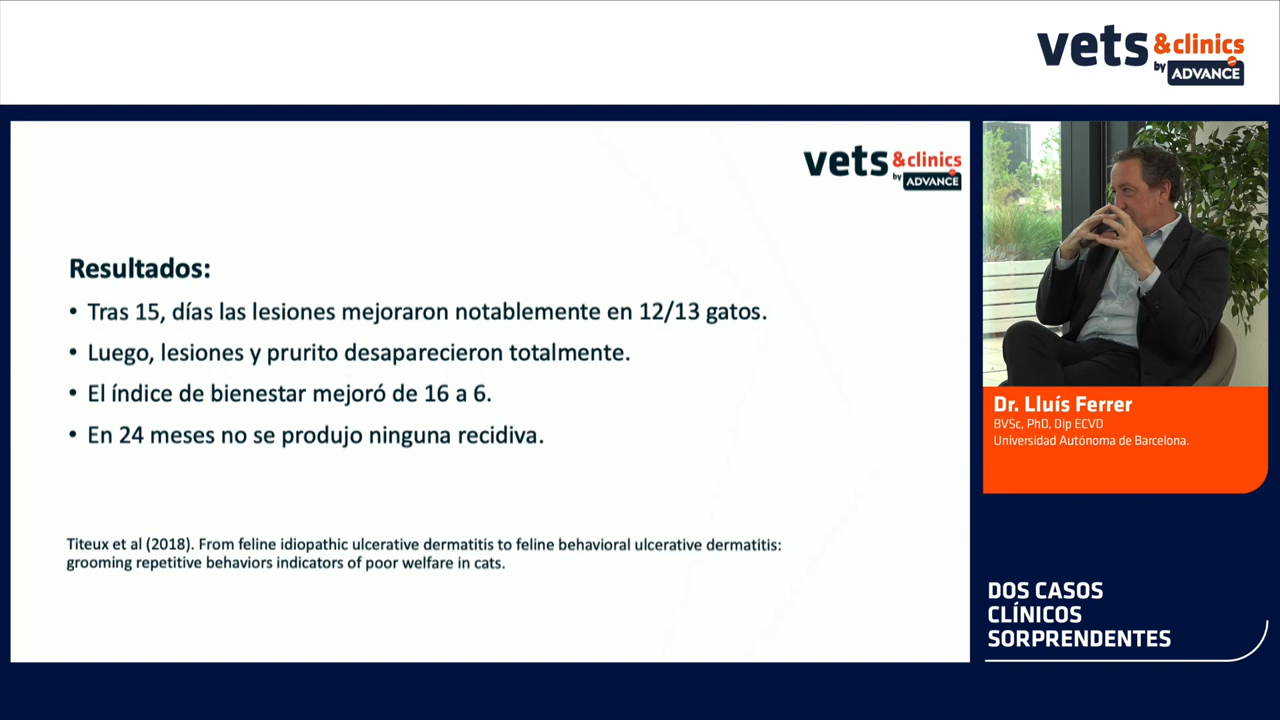 vets &clinics
by ADVANCE
vets &clinics
by ADVANCE
Resultados:
• Tras 15, días las lesiones mejoraron notablemente en 12/13 gatos.
• Luego, lesiones y prurito desaparecieron totalmente.
• El índice de bienestar mejoró de 16 a 6.
• En 24 meses no se produjo ninguna recidiva.
Titeux et al (2018). From feline idiopathic ulcerative dermatitis to feline behavioral ulcerative dermatitis:
grooming repetitive behaviors indicators of poor welfare in cats.
Dr. Lluís Ferrer
BVSc, PhD, Dip ECVD
Universidad Autónoma de Barcelona.
DOS CASOS
CLÍNICOS
SORPRENDENTES